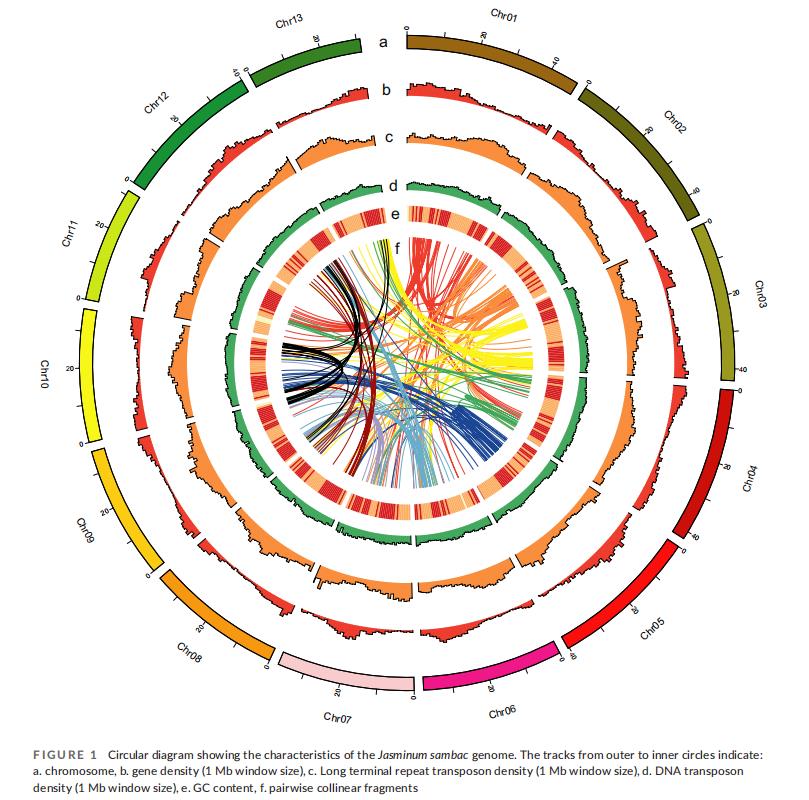 Chr13
Chr01
0
20
40
a
0
20
Chr12
40
20
0
b
0
20
40
Chr02
c
Chr11
20
0
d
e
f
0
20
40
Chr03
Chr10
20
0
0
20
40
Chr04
Chr09
20
0
0
20
40
Chr05
Chr08
20
0
Chr07
20
0
Chr06
20
0
FIGURE 1 Circular diagram showing the characteristics of the Jasminum sambac genome. The tracks from outer to inner circles indicate:
a. chromosome, b. gene density (1 Mb window size), c. Long terminal repeat transposon density (1 Mb window size), d. DNA transposon
density (1 Mb window size), e. GC content, f. pairwise collinear fragments